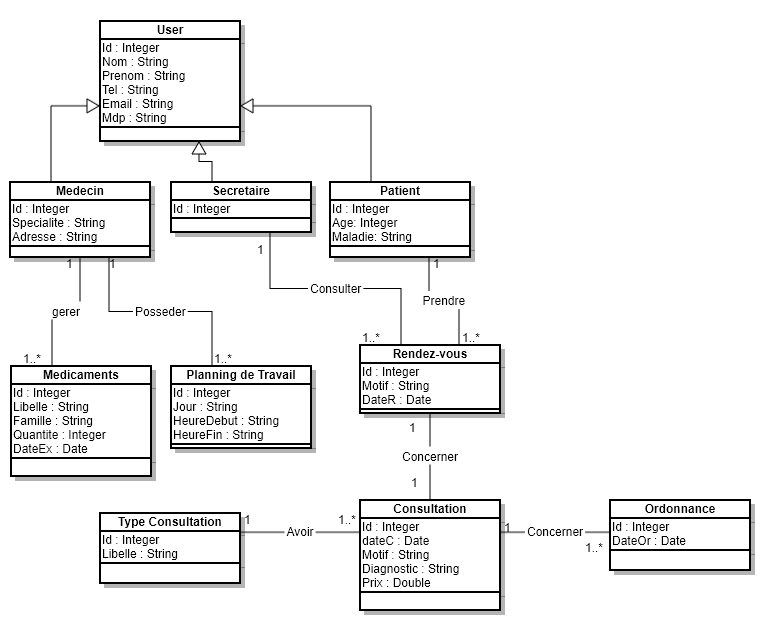 User
Id : Integer
Nom : String
Prenom : String
Tel : String
Email : String
Mdp : String
Medecin
Id : Integer
Specialite : String
Adresse : String
Secretaire
Id : Integer
Patient
Id : Integer
Age: Integer
Maladie: String
1
1
1
1
gerer
Posseder
Consulter
Prendre
1..*
1..*
1..*
1..*
Medicaments
Id : Integer
Libelle : String
Famille : String
Quantite : Integer
DateEx : Date
Planning de Travail
Id : Integer
Jour : String
HeureDebut : String
HeureFin : String
Rendez-vous
Id : Integer
Motif : String
DateR : Date
1
Concerner
1
Type Consultation
Id : Integer
Libelle : String
1
Avoir
1..*
Consultation
Id : Integer
dateC : Date
Motif : String
Diagnostic : String
Prix : Double
1
Concerner
1..*
Ordonnance
Id : Integer
DateOr : Date